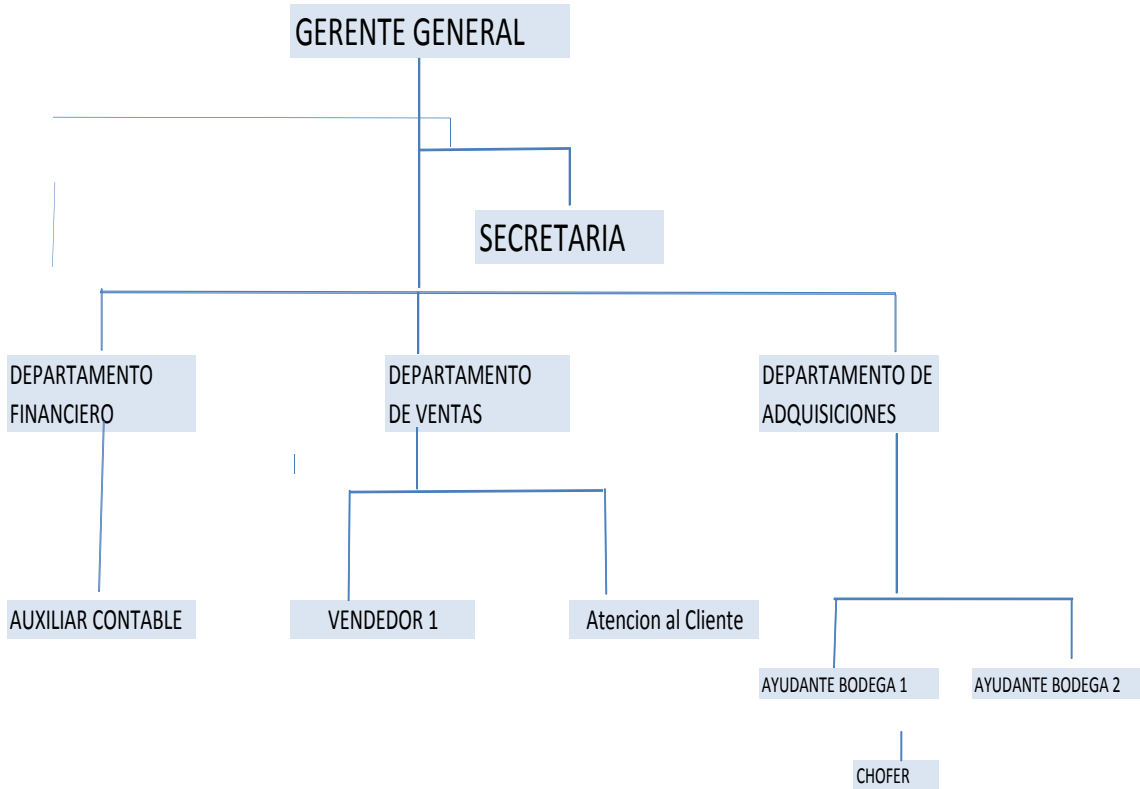 GERENTE GENERAL
SECRETARIA
DEPARTAMENTO
FINANCIERO
DEPARTAMENTO
DE VENTAS
DEPARTAMENTO DE
ADQUISICIONES
AUXILIAR CONTABLE
VENDEDOR 1
Atencion al Cliente
AYUDANTE BODEGA 1
AYUDANTE BODEGA 2
CHOFER